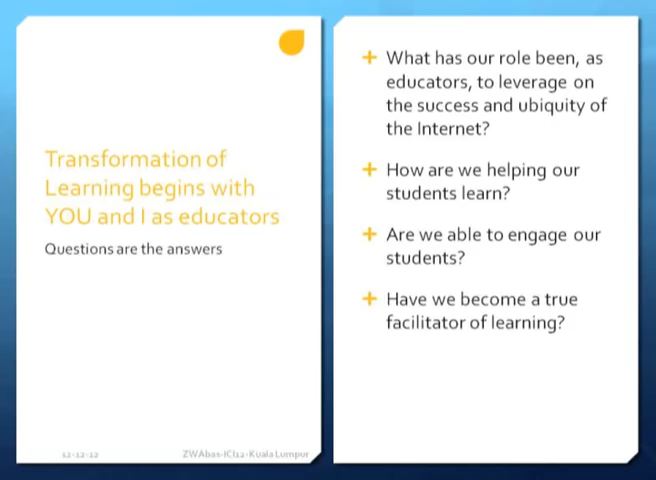 Transformation of
Learning begins with
YOU and I as educators
Questions are the answers
12-12-12
ZWAbas-ICI12-Kuala Lumpur
What has our role been, as
educators, to leverage on
the success and ubiquity of
the Internet?
How are we helping our
students learn?
Are we able to engage our
students?
Have we become a true
facilitator of learning?